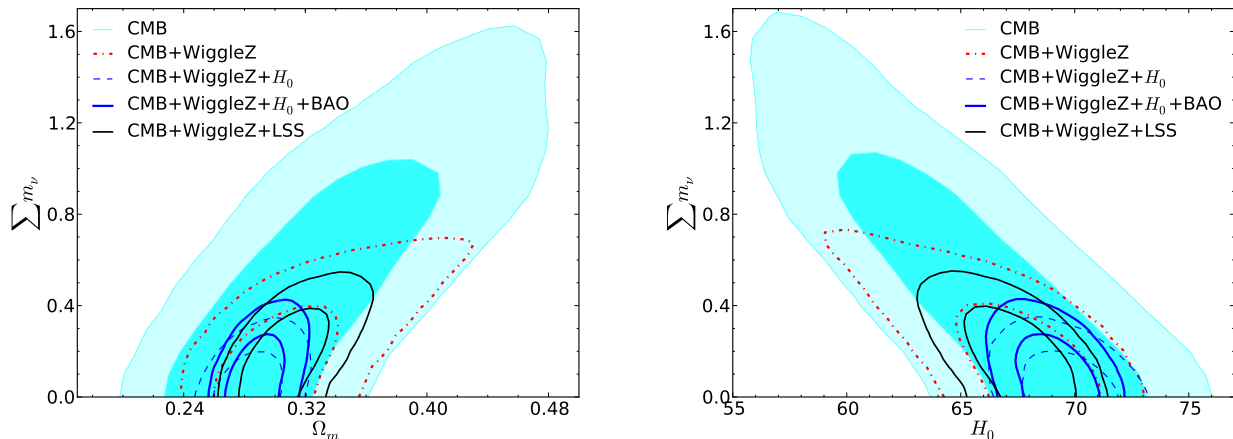 CMB
CMB+WiggleZ
CMB+WiggleZ+H₀
CMB+WiggleZ+H₀+BAO
CMB+WiggleZ+LSS
1.6
1.2
0.8
0.4
0.0
∑mν
0.24 0.32 0.40 0.48
Ωm
CMB
CMB+WiggleZ
CMB+WiggleZ+H₀
CMB+WiggleZ+H₀+BAO
CMB+WiggleZ+LSS
1.6
1.2
0.8
0.4
0.0
∑mν
55 60 65 70 75
H₀